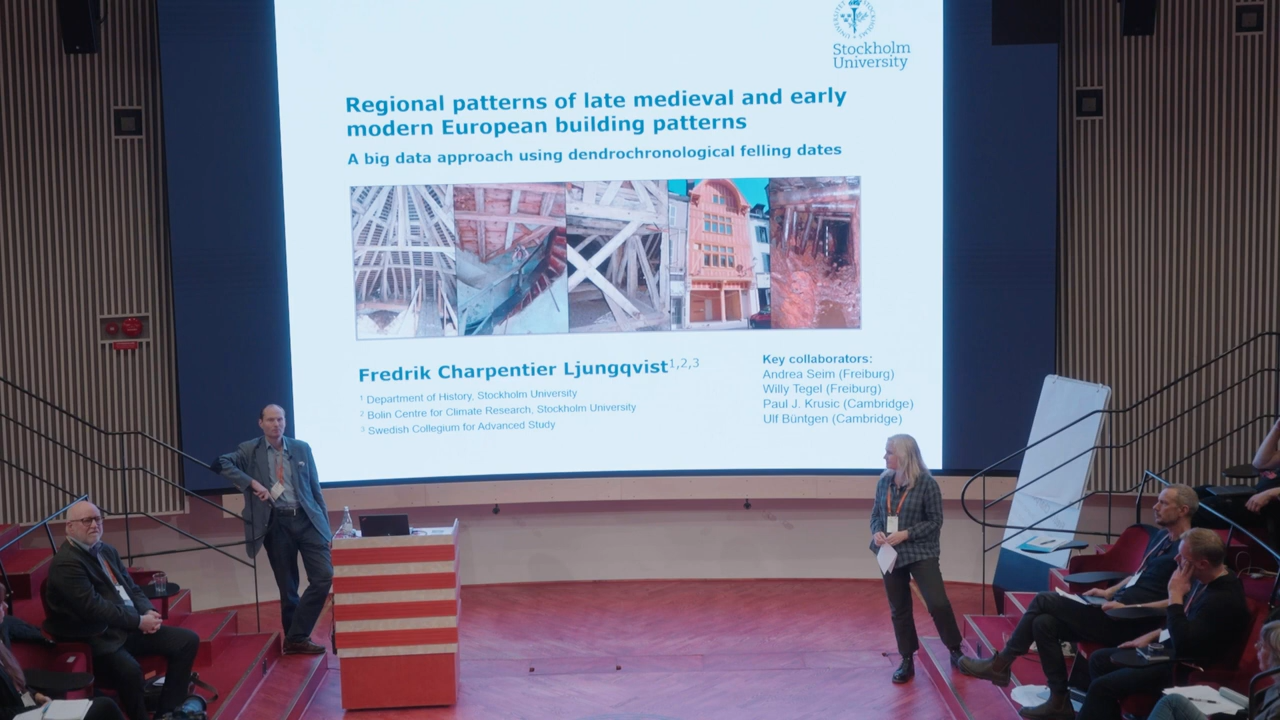 Stockholm
University
Regional patterns of late medieval and early
modern European building patterns
A big data approach using dendrochronological felling dates
Fredrik Charpentier Ljungqvist1,2,3
1 Department of History, Stockholm University
2 Bolin Centre for Climate Research, Stockholm University
3 Swedish Collegium for Advanced Study
Key collaborators:
Andrea Seim (Freiburg)
Willy Tegel (Freiburg)
Paul J. Krusic (Cambridge)
Ulf Büntgen (Cambridge)